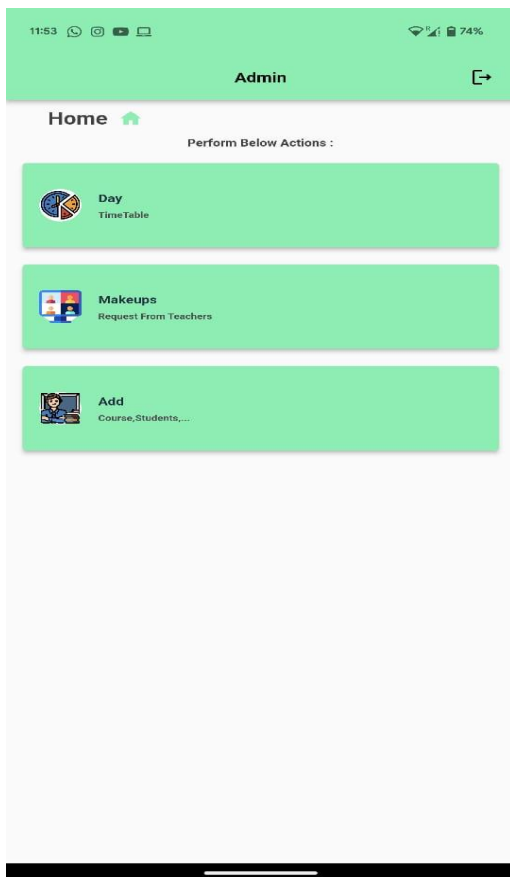 11:53 R 74%
Admin
Home
Perform Below Actions :
Day
TimeTable
Makeups
Request From Teachers
Add
Course,Students,...